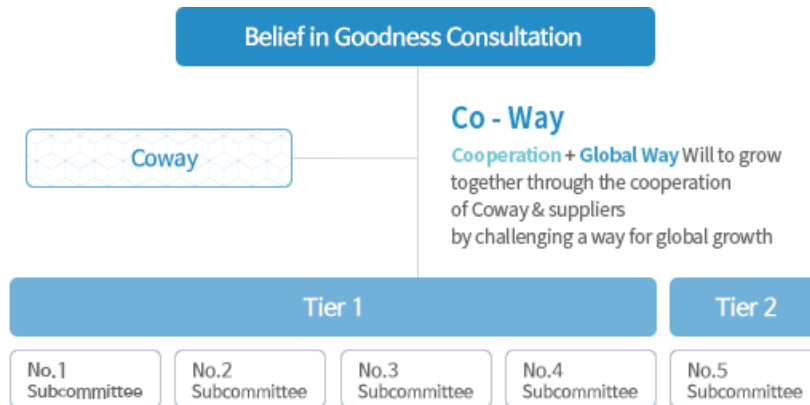 Belief in Goodness Consultation
Coway
Co - Way
Cooperation + Global Way Will to grow
together through the cooperation
of Coway & suppliers
by challenging a way for global growth
Tier 1
Tier 2
No.1
Subcommittee
No.2
Subcommittee
No.3
Subcommittee
No.4
Subcommittee
No.5
Subcommittee